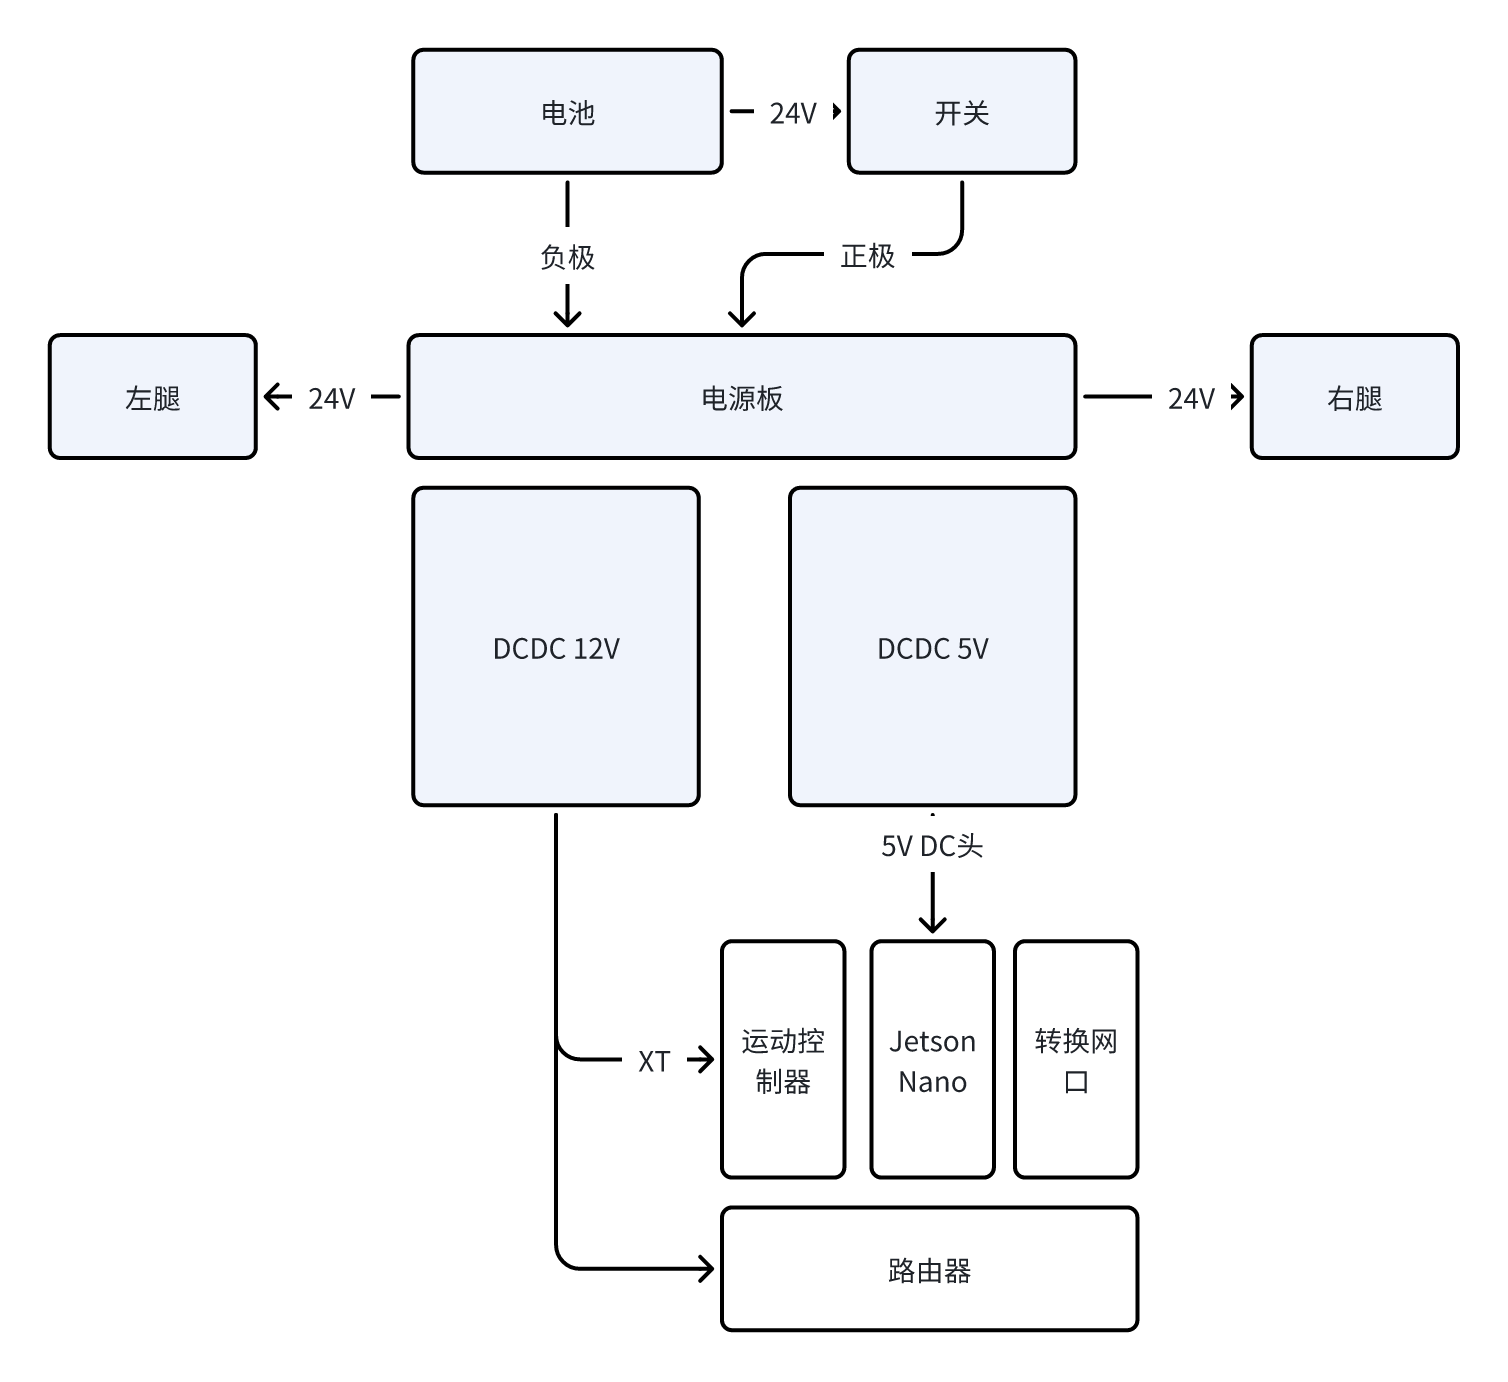 电池
24V
开关
负极
正极
左腿
24V
电源板
24V
右腿
DCDC 12V
DCDC 5V
5V DC头
XT
运动控
制器
Jetson
Nano
转换网
口
路由器